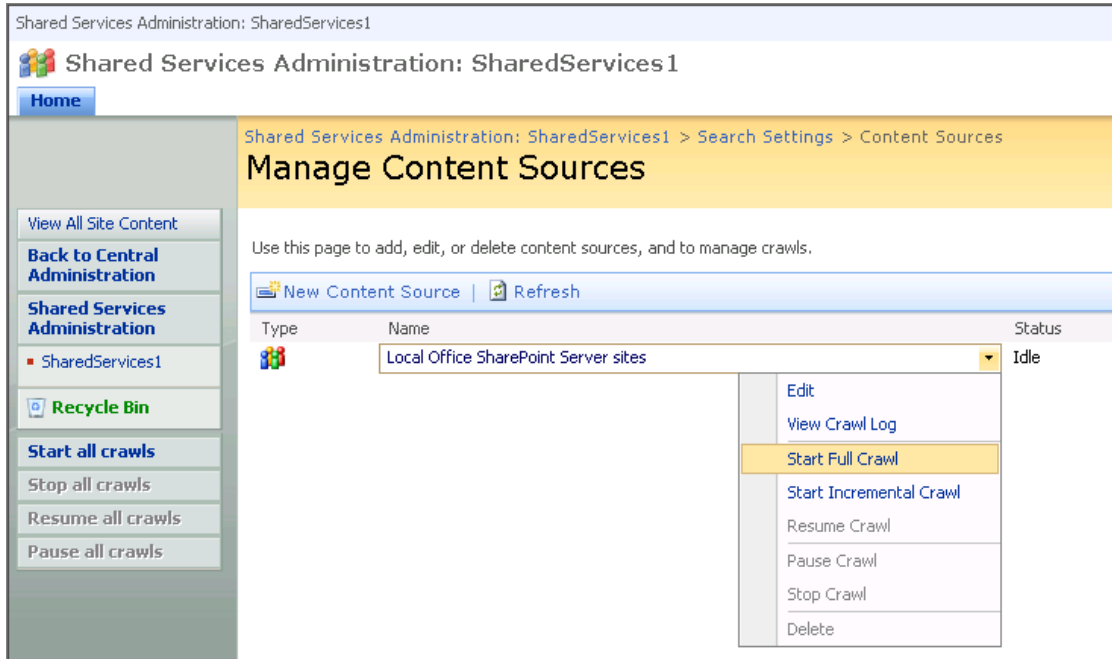 Shared Services Administration: SharedServices1
Shared Services Administration: SharedServices1
Home
Shared Services Administration: SharedServices1 > Search Settings > Content Sources
Manage Content Sources
View All Site Content
Back to Central
Administration
Shared Services
Administration
SharedServices1
Recycle Bin
Start all crawls
Stop all crawls
Resume all crawls
Pause all crawls
Use this page to add, edit, or delete content sources, and to manage crawls.
New Content Source | Refresh
Type Name Status
Local Office SharePoint Server sites Idle
Edit
View Crawl Log
Start Full Crawl
Start Incremental Crawl
Resume Crawl
Pause Crawl
Stop Crawl
Delete